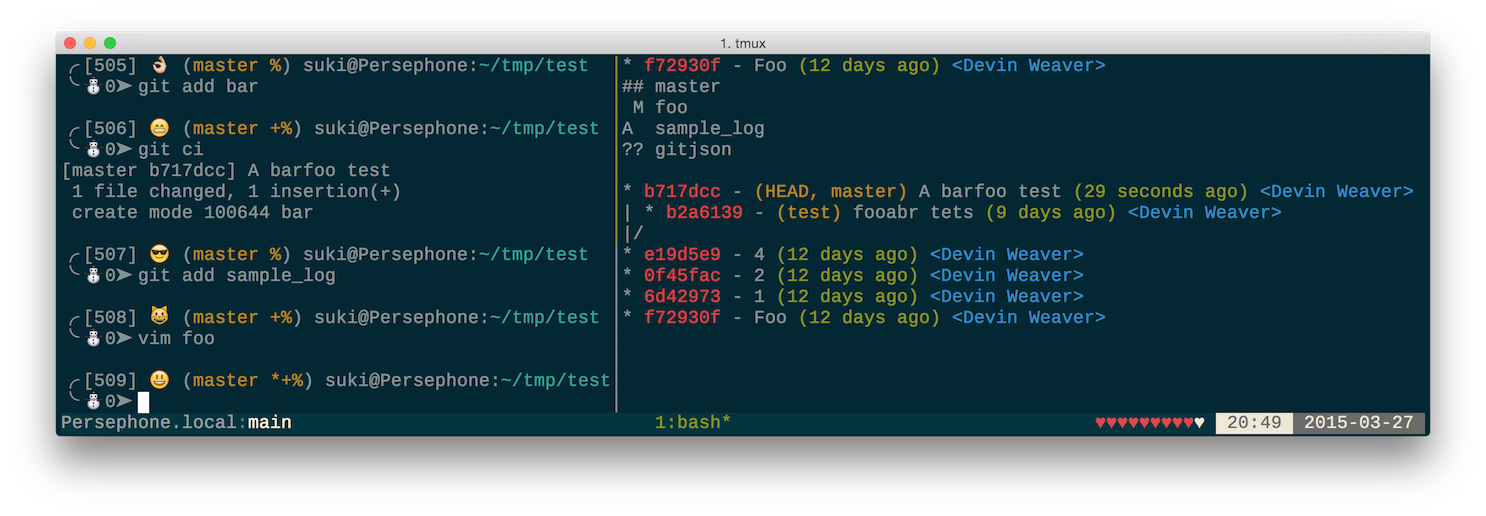 1. tmux
╭[505] 👌🏻 (master %) suki@Persephone:~/tmp/test
╰⛄0➤git add bar
╭[506] 😁 (master +%) suki@Persephone:~/tmp/test
╰⛄0➤git ci
[master b717dcc] A barfoo test
1 file changed, 1 insertion(+)
create mode 100644 bar
╭[507] 😎 (master %) suki@Persephone:~/tmp/test
╰⛄0➤git add sample_log
╭[508] 😺 (master +%) suki@Persephone:~/tmp/test
╰⛄0➤vim foo
╭[509] 😃 (master *+%) suki@Persephone:~/tmp/test
╰⛄0➤
* f72930f - Foo (12 days ago) <Devin Weaver>
## master
 M foo
A  sample_log
?? gitjson
* b717dcc - (HEAD, master) A barfoo test (29 seconds ago) <Devin Weaver>
| * b2a6139 - (test) fooabr tets (9 days ago) <Devin Weaver>
|/
* e19d5e9 - 4 (12 days ago) <Devin Weaver>
* 0f45fac - 2 (12 days ago) <Devin Weaver>
* 6d42973 - 1 (12 days ago) <Devin Weaver>
* f72930f - Foo (12 days ago) <Devin Weaver>
Persephone.local:main 1:bash* ♥♥♥♥♥♥♥♥♥♥ 20:49 2015-03-27